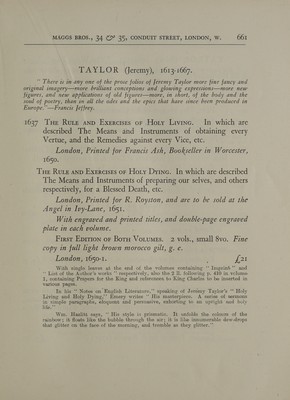 MAGGS BROS., 34 & 35, CONDUIT STREET, LONDON, W. 661
TAYLOR (Jeremy), 1613-1667.
" There is in any one of the prose folios of Jeremy Taylor more fine fancy and
original imagery—more brilliant conceptions and glowing expressions—more new
figures, and new applications of old figures—more, in short, of the body and the
soul of poetry, than in all the odes and the epics that have since been produced in
Europe."—Francis Jeffrey.
1637 THE RULE AND EXERCISES OF HOLY LIVING. In which are
described The Means and Instruments of obtaining every
Vertue, and the Remedies against every Vice, etc.
London, Printed for Francis Ash, Bookseller in Worcester,
1650.
THE RULE AND EXERCISES OF HOLY DYING. In which are described
The Means and Instruments of preparing our selves, and others
respectively, for a Blessed Death, etc.
London, Printed for R. Royston, and are to be sold at the
Angel in Ivy-Lane, 1651.
With engraved and printed titles, and double-page engraved
plate in each volume.
FIRST EDITION OF BOTH VOLUMES. 2 vols., small 8vo. Fine
copy in full light brown morocco gilt, g. e.
London, 1650-1. £21
With single leaves at the end of the volumes containing " Imprint " and
" List of the Author's works " respectively, also the 2 ll. following p. 410 in volume
1, containing Prayers for the King and references to King Charles to be inserted in
various pages.
In his " Notes on English Literature," speaking of Jeremy Taylor's " Holy
Living and Holy Dying," Emery writes " His masterpieces. A series of sermons
in simple paragraphs, eloquent and persuasive, exhorting to an upright and holy
life."
Wm. Hazlitt says, " His style is prismatic. It unfolds the colours of the
rainbow; it floats like the bubble through the air; it is like innumerable dew-drops
that glitter on the face of the morning, and tremble as they glitter."